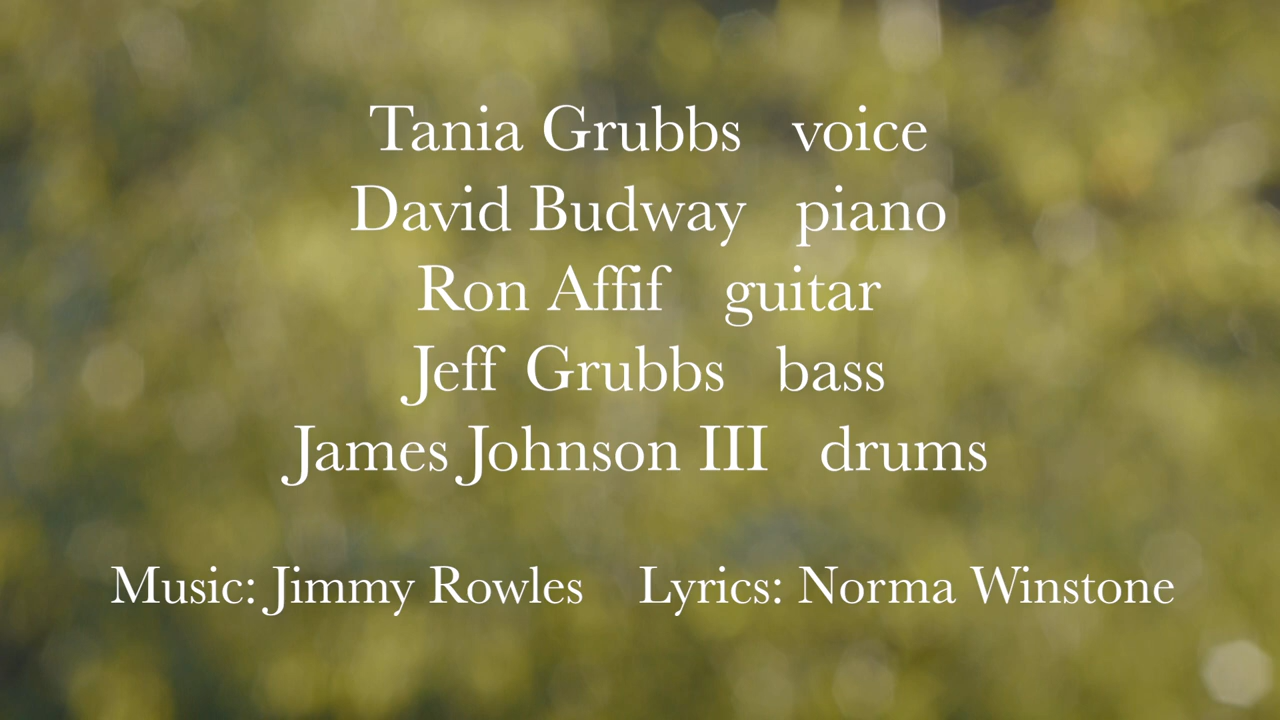 Tania Grubbs voice
David Budway piano
Ron Affif guitar
Jeff Grubbs bass
James Johnson III drums
Music: Jimmy Rowles Lyrics: Norma Winstone